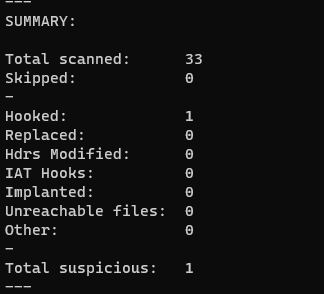 ---
SUMMARY:
Total scanned: 33
Skipped: 0
-
Hooked: 1
Replaced: 0
Hdrs Modified: 0
IAT Hooks: 0
Implanted: 0
Unreachable files: 0
Other: 0
-
Total suspicious: 1
---